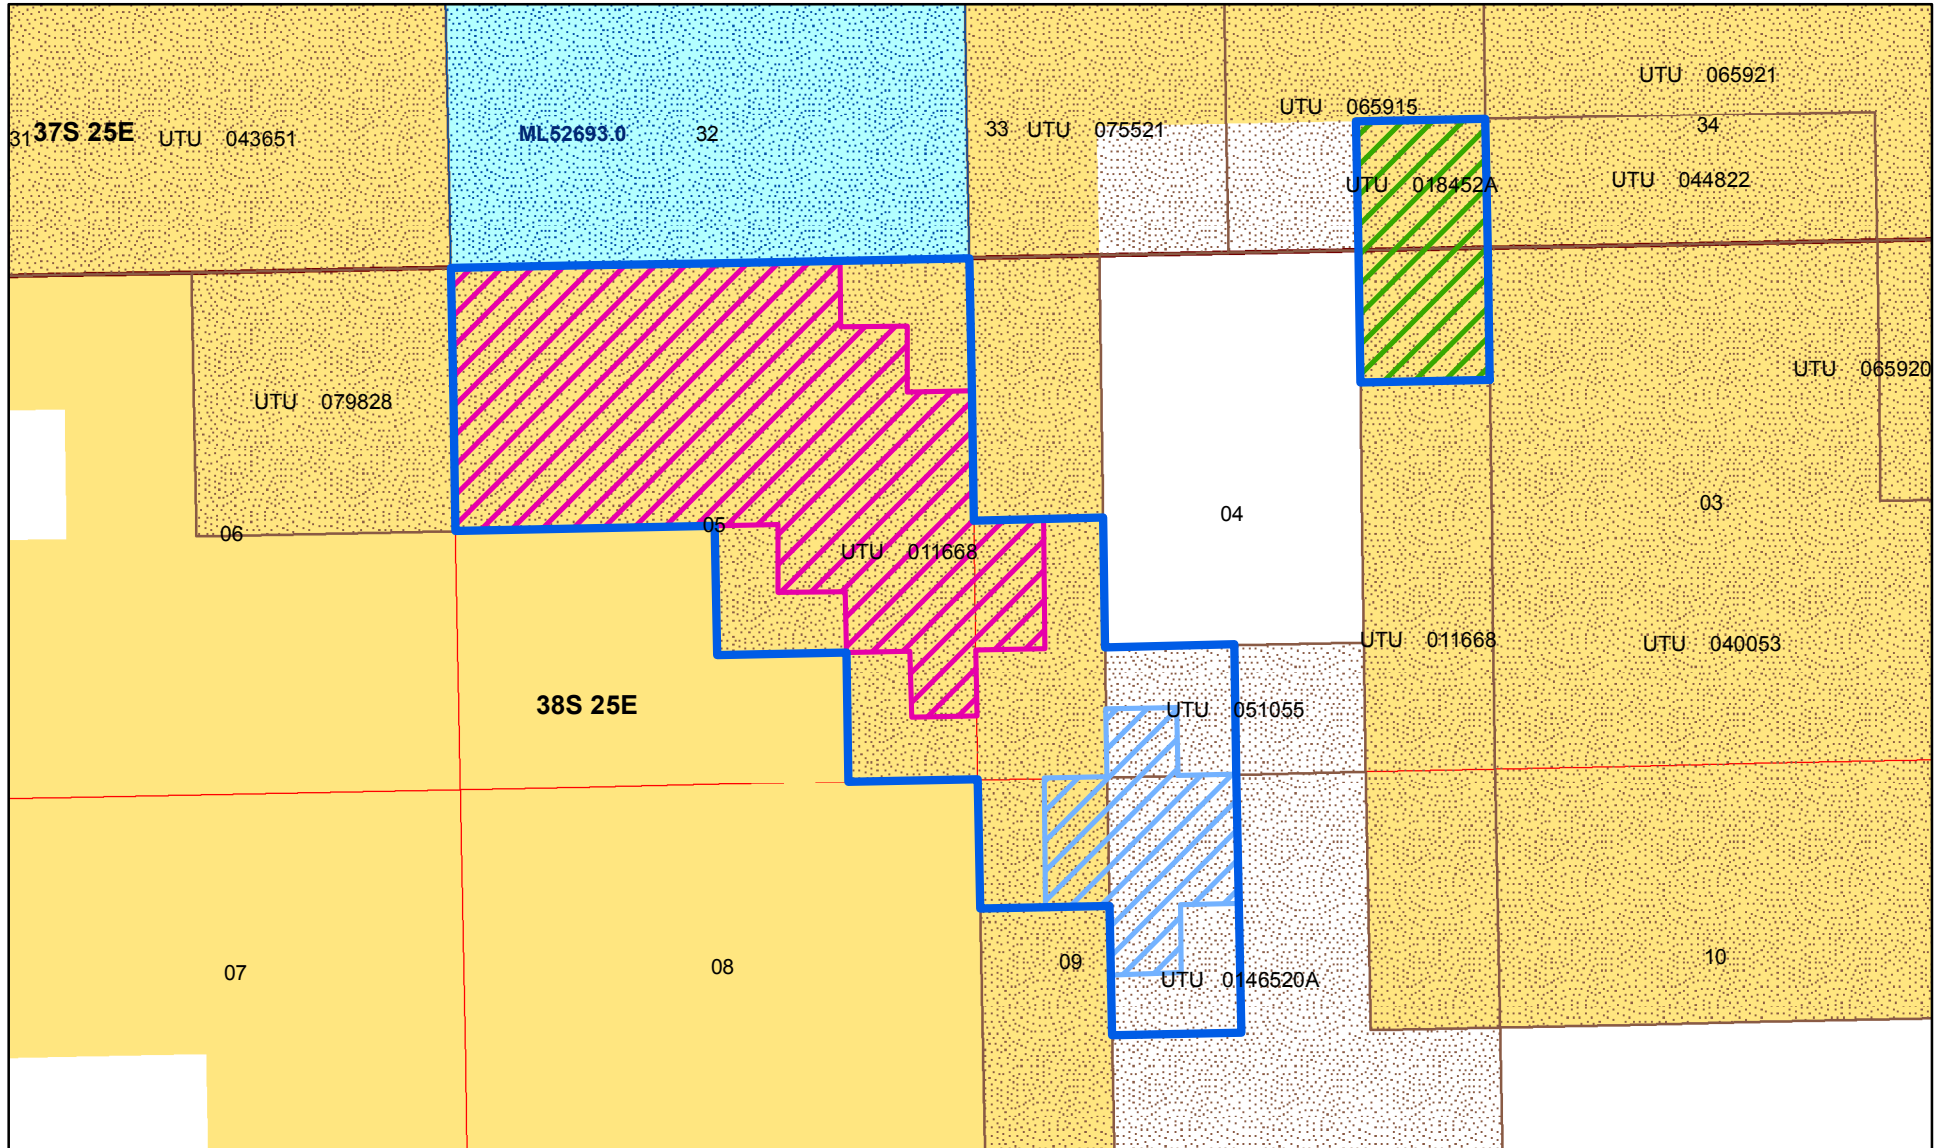 UTU 065921
UTU 065915
31 37S 25E UTU 043651
ML52693.0 32
33 UTU 075521
34
UTU 018452A
UTU 044822
UTU 079828
UTU 065920
06
05
04
03
UTU 011668
UTU 011668
UTU 040053
38S 25E
UTU 051055
07
08
09
10
UTU 0146520A